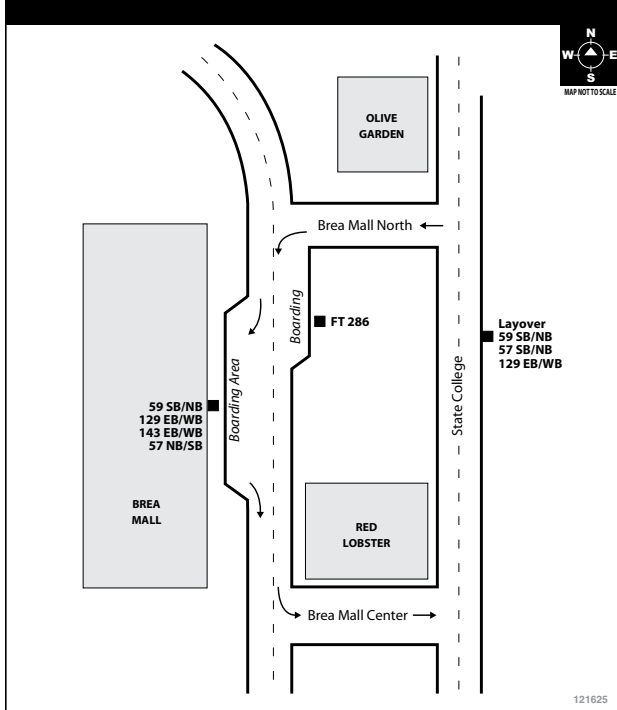 N
W E
S
MAP NOT TO SCALE
OLIVE
GARDEN
Brea Mall North
Boarding
FT 286
Layover
59 SB/NB
57 SB/NB
129 EB/WB
State College
Boarding Area
59 SB/NB
129 EB/WB
143 EB/WB
57 NB/SB
BREA
MALL
RED
LOBSTER
Brea Mall Center
121625